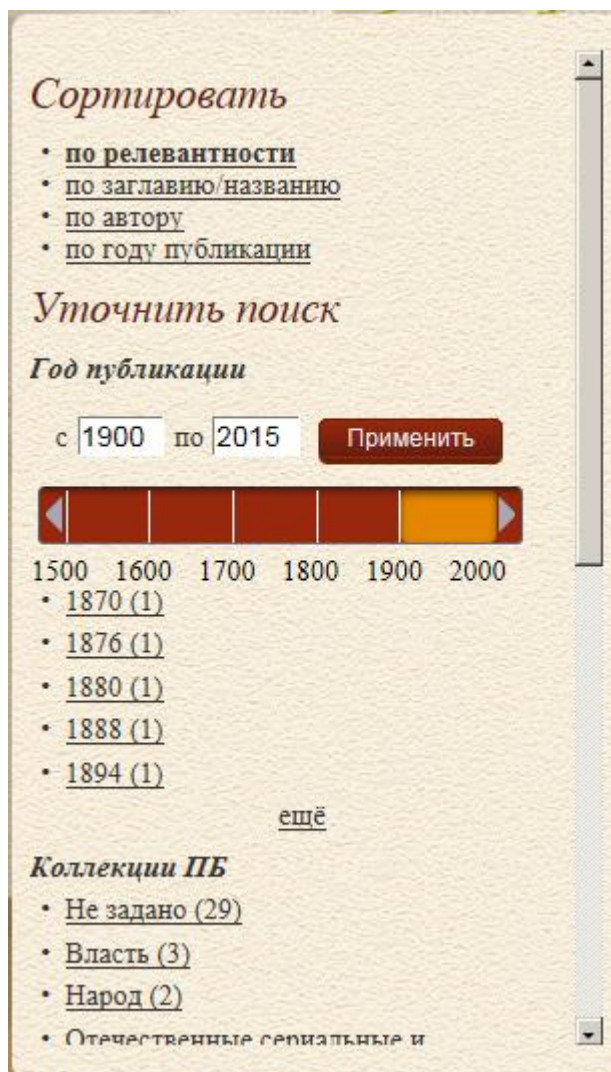 Сортировать
по релевантности
по заглавию/названию
по автору
по году публикации
Уточнить поиск
Год публикации
с 1900 по 2015 Применить
1500 1600 1700 1800 1900 2000
1870 (1)
1876 (1)
1880 (1)
1888 (1)
1894 (1)
ещё
Коллекции ПБ
Не задано (29)
Власть (3)
Народ (2)
Отечественные сериальные и